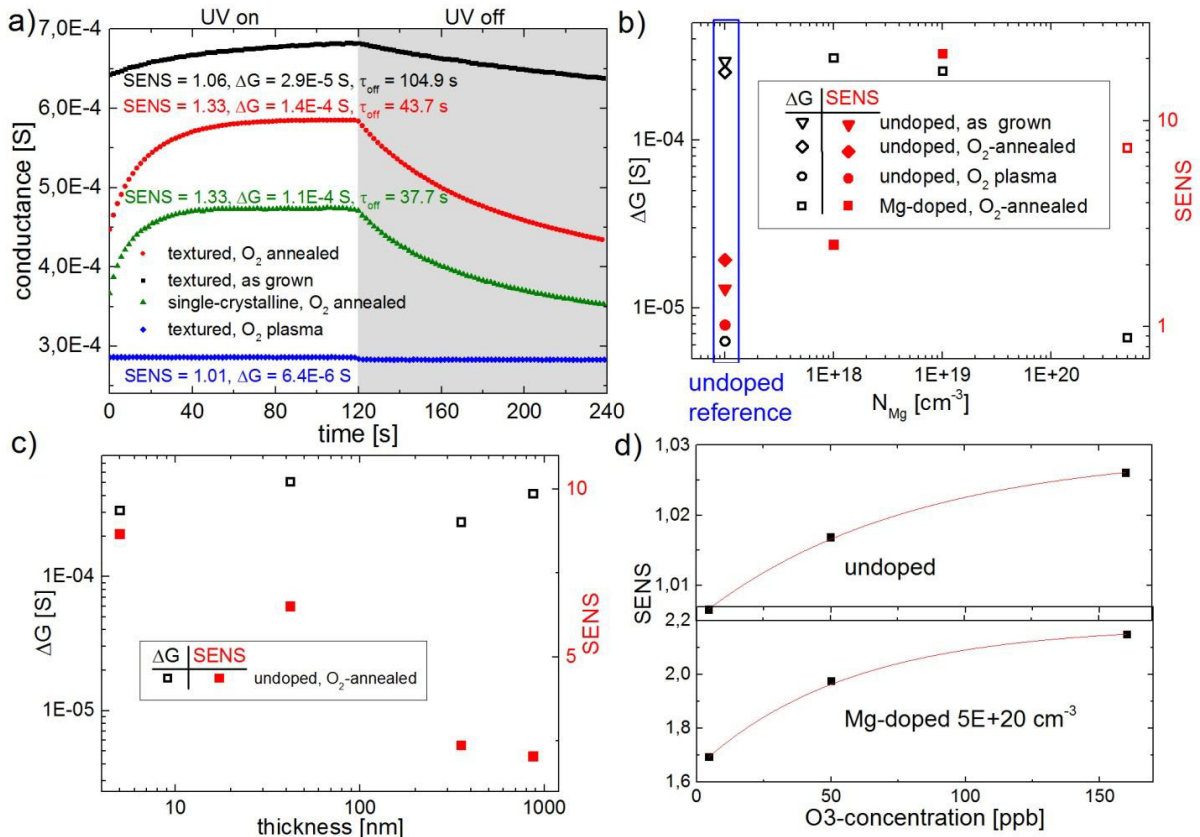 a)
UV on
UV off
7,0E-4
6,0E-4
5,0E-4
4,0E-4
3,0E-4
conductance [S]
SENS = 1.06, ΔG = 2.9E-5 S, τoff = 104.9 s
SENS = 1.33, ΔG = 1.4E-4 S, τoff = 43.7 s
SENS = 1.33, ΔG = 1.1E-4 S, τoff = 37.7 s
textured, O2 annealed
textured, as grown
single-crystalline, O2 annealed
textured, O2 plasma
SENS = 1.01, ΔG = 6.4E-6 S
0 40 80 120 160 200 240
time [s]
b)
ΔG [S]
1E-04
1E-05
ΔG SENS
undoped, as grown
undoped, O2-annealed
undoped, O2 plasma
Mg-doped, O2-annealed
10
1
SENS
undoped
reference
1E+18 1E+19 1E+20
NMg [cm-3]
c)
ΔG [S]
1E-04
1E-05
10
5
SENS
ΔG SENS
undoped, O2-annealed
10 100 1000
thickness [nm]
d)
SENS
1,03
1,02
1,01
undoped
2,2
2,2
2,0
1,8
1,6
Mg-doped 5E+20 cm-3
0 50 100 150
O3-concentration [ppb]